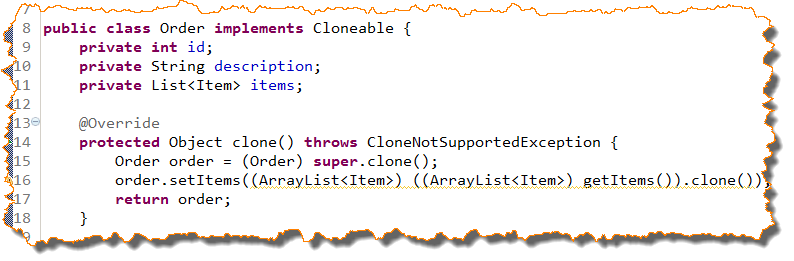 8 public class Order implements Cloneable {
9 private int id;
10 private String description;
11 private List<Item> items;
12
13 @Override
14 protected Object clone() throws CloneNotSupportedException {
15 Order order = (Order) super.clone();
16 order.setItems((ArrayList<Item>) ((ArrayList<Item>) getItems()).clone());
17 return order;
18 }